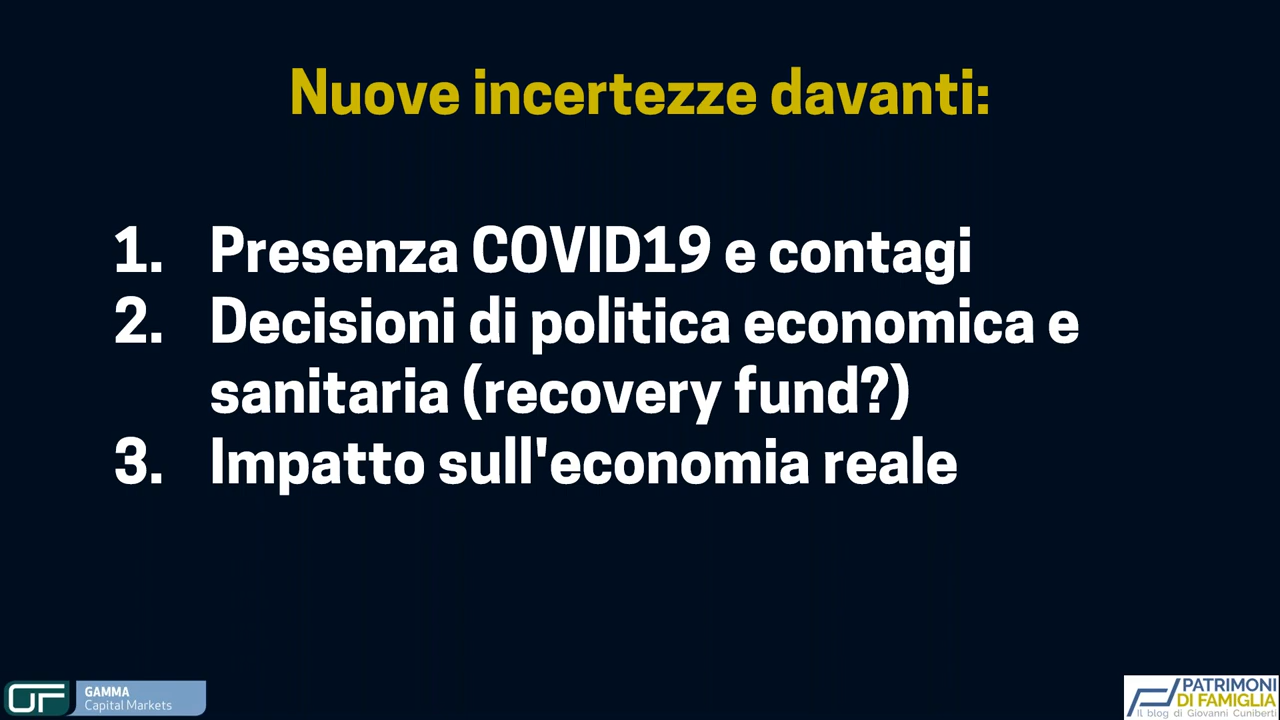 Nuove incertezze davanti:
1. Presenza COVID19 e contagi
2. Decisioni di politica economica e
sanitaria (recovery fund?)
3. Impatto sull'economia reale
GAMMA
Capital Markets
PATRIMONI
DI FAMIGLIA
Il blog di Giovanni Cuniberti